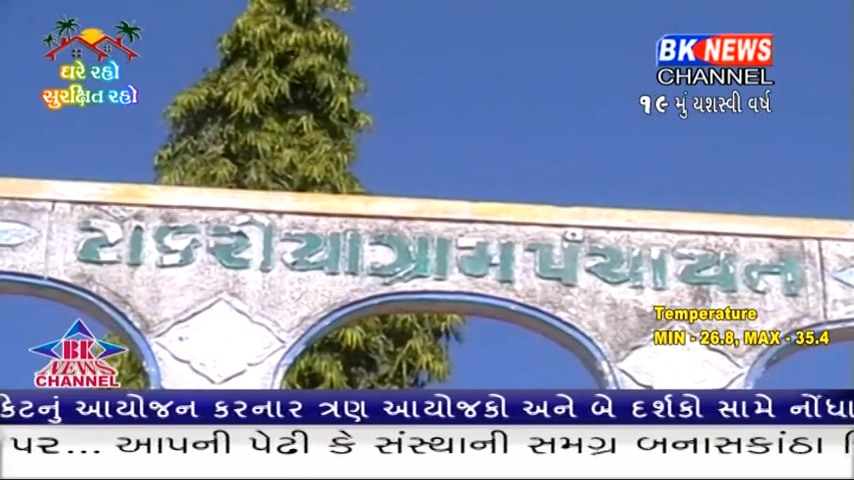 ઘરે રહો
સુરક્ષિત રહો
BK NEWS
CHANNEL
૧૯ મું યશસ્વી વર્ષ
ટાકરીયા ગ્રામ પંચાયત
Temperature
MIN - 26.8, MAX - 35.4
BK
NEWS
CHANNEL
કેટનું આયોજન કરનાર ત્રણ આયોજકો અને બે દર્શકો સામે નોંધા
પર... આપની પેઢી કે સંસ્થાની સમગ્ર બનાસકાંઠા